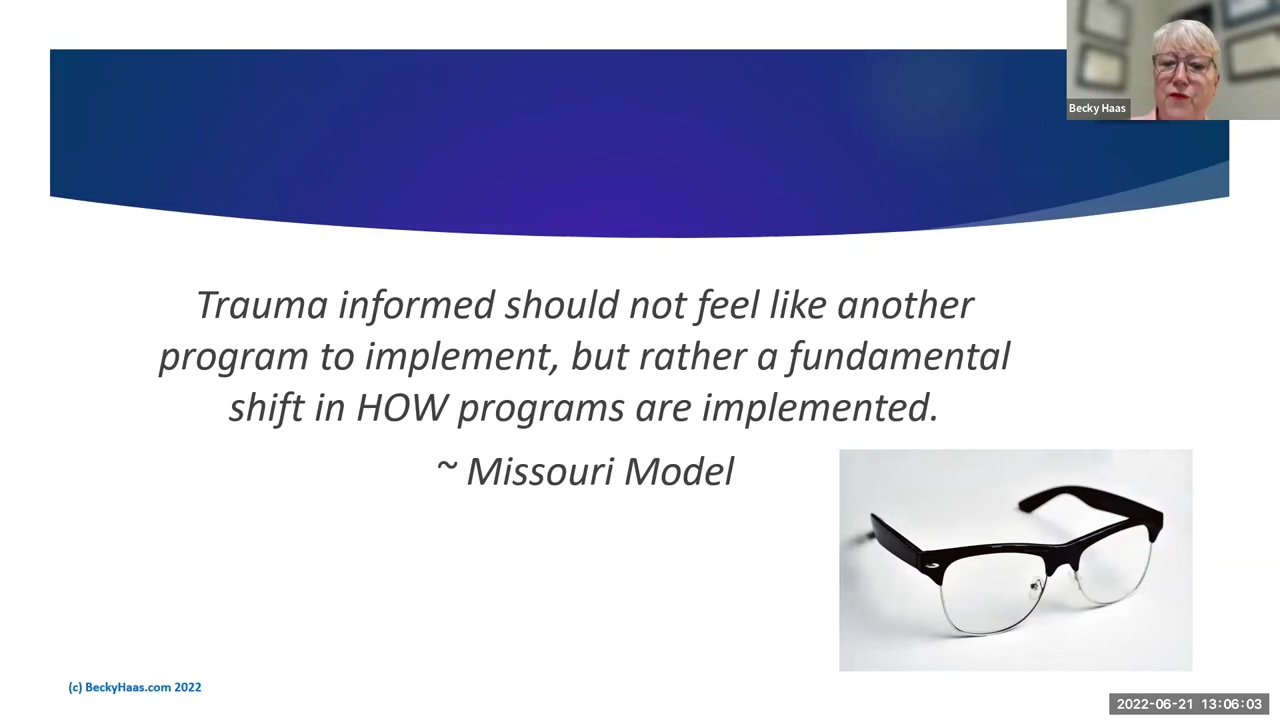 Becky Haas
Trauma informed should not feel like another
program to implement, but rather a fundamental
shift in HOW programs are implemented.
~ Missouri Model
(c) BeckyHaas.com 2022
2022-06-21 13:06:03